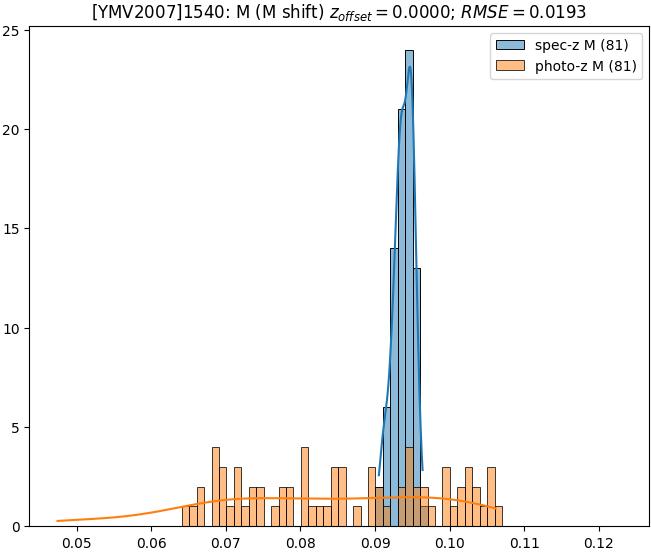 [YMV2007]1540: M (M shift) z_offset = 0.0000; RMSE = 0.0193
spec-z M (81)
photo-z M (81)
25
20
15
10
5
0
0.05 0.06 0.07 0.08 0.09 0.10 0.11 0.12